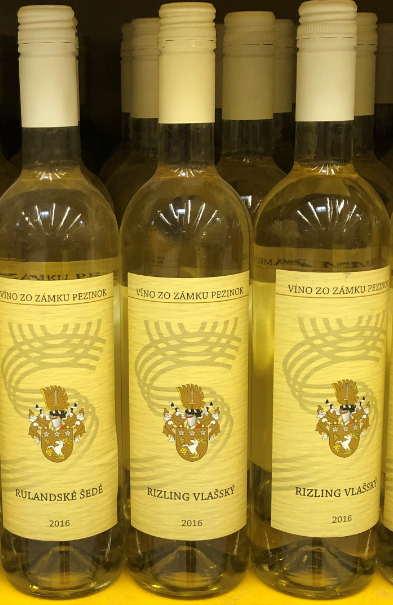 VÍNO ZO ZÁMKU PEZINOK
RULANDSKÉ ŠEDÉ
2016
VÍNO ZO ZÁMKU PEZINOK
RIZLING VLAŠSKÝ
2016
VÍNO ZO ZÁMKU PEZINOK
RIZLING VLAŠSKÝ
2016